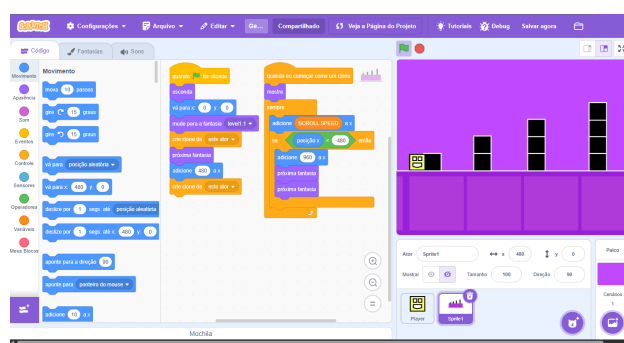 SCRATCH
Configurações
Arquivo
Editar
Ge...
Compartilhado
Veja a Página do Projeto
Tutoriais
Debug
Salvar agora
Código
Fantasias
Sons
Movimento
Aparência
Som
Eventos
Controle
Sensores
Operadores
Variáveis
Meus Blocos
Movimento
mova 10 passos
gire 15 graus
gire 15 graus
vá para posição aleatória
vá para x: 480 y: 0
deslize por 1 segs. até posição aleatória
deslize por 1 segs. até x: 480 y: 0
aponte para a direção 90
aponte para ponteiro do mouse
adicione 10 a x
quando for clicado
esconda
vá para x: 0 y: 0
mude para a fantasia level1.1
crie clone de este ator
próxima fantasia
adicione 480 a x
crie clone de este ator
quando eu começar como um clone
mostre
sempre
adicione SCROLL SPEED a x
se posição x < -480 então
adicione 960 a x
próxima fantasia
próxima fantasia
Mochila
Ator Sprite1 x 480 y 0
Mostrar Tamanho 100 Direção 90
Player
Sprite1
Palco
Cenários
1